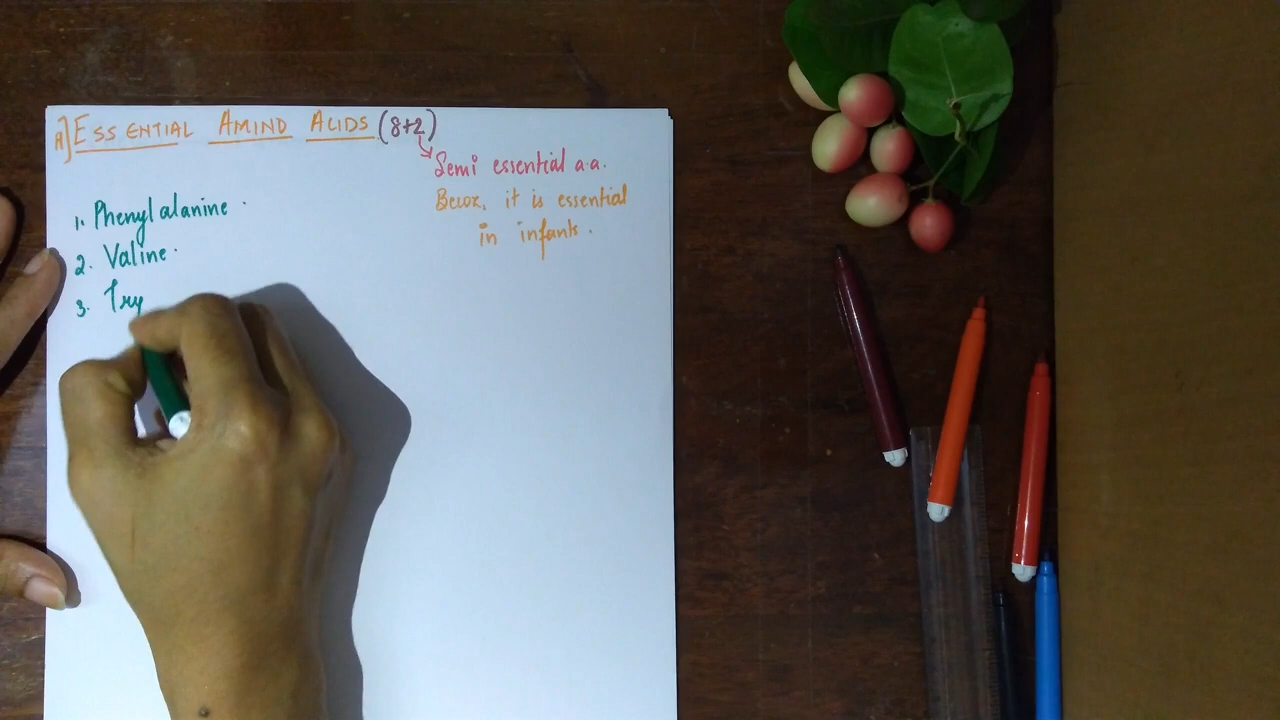 A] ESSENTIAL AMINO ACIDS (8+2)
Semi essential a.a.
Becoz, it is essential
in infants.
1. Phenylalanine.
2. Valine.
3. Try